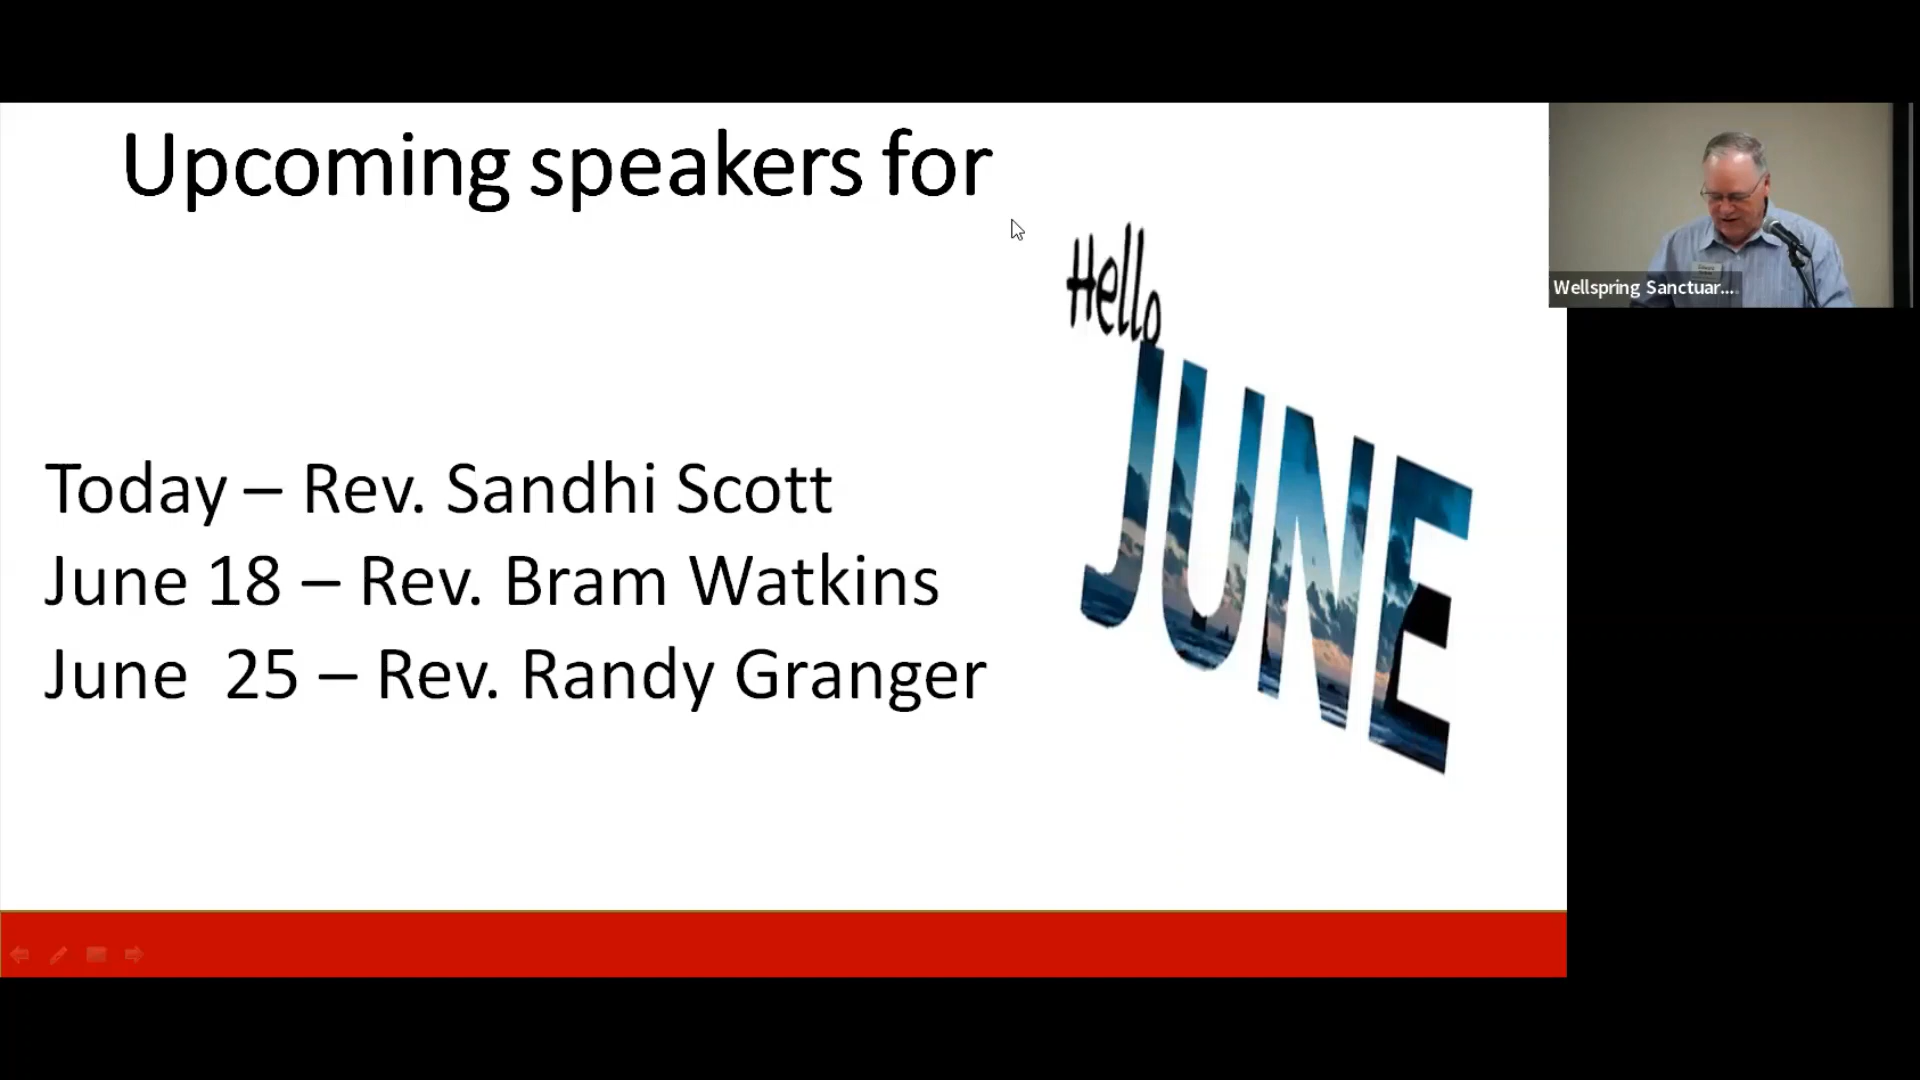 Upcoming speakers for
Hello
JUNE
Today – Rev. Sandhi Scott
June 18 – Rev. Bram Watkins
June  25 – Rev. Randy Granger
Wellspring Sanctuar...